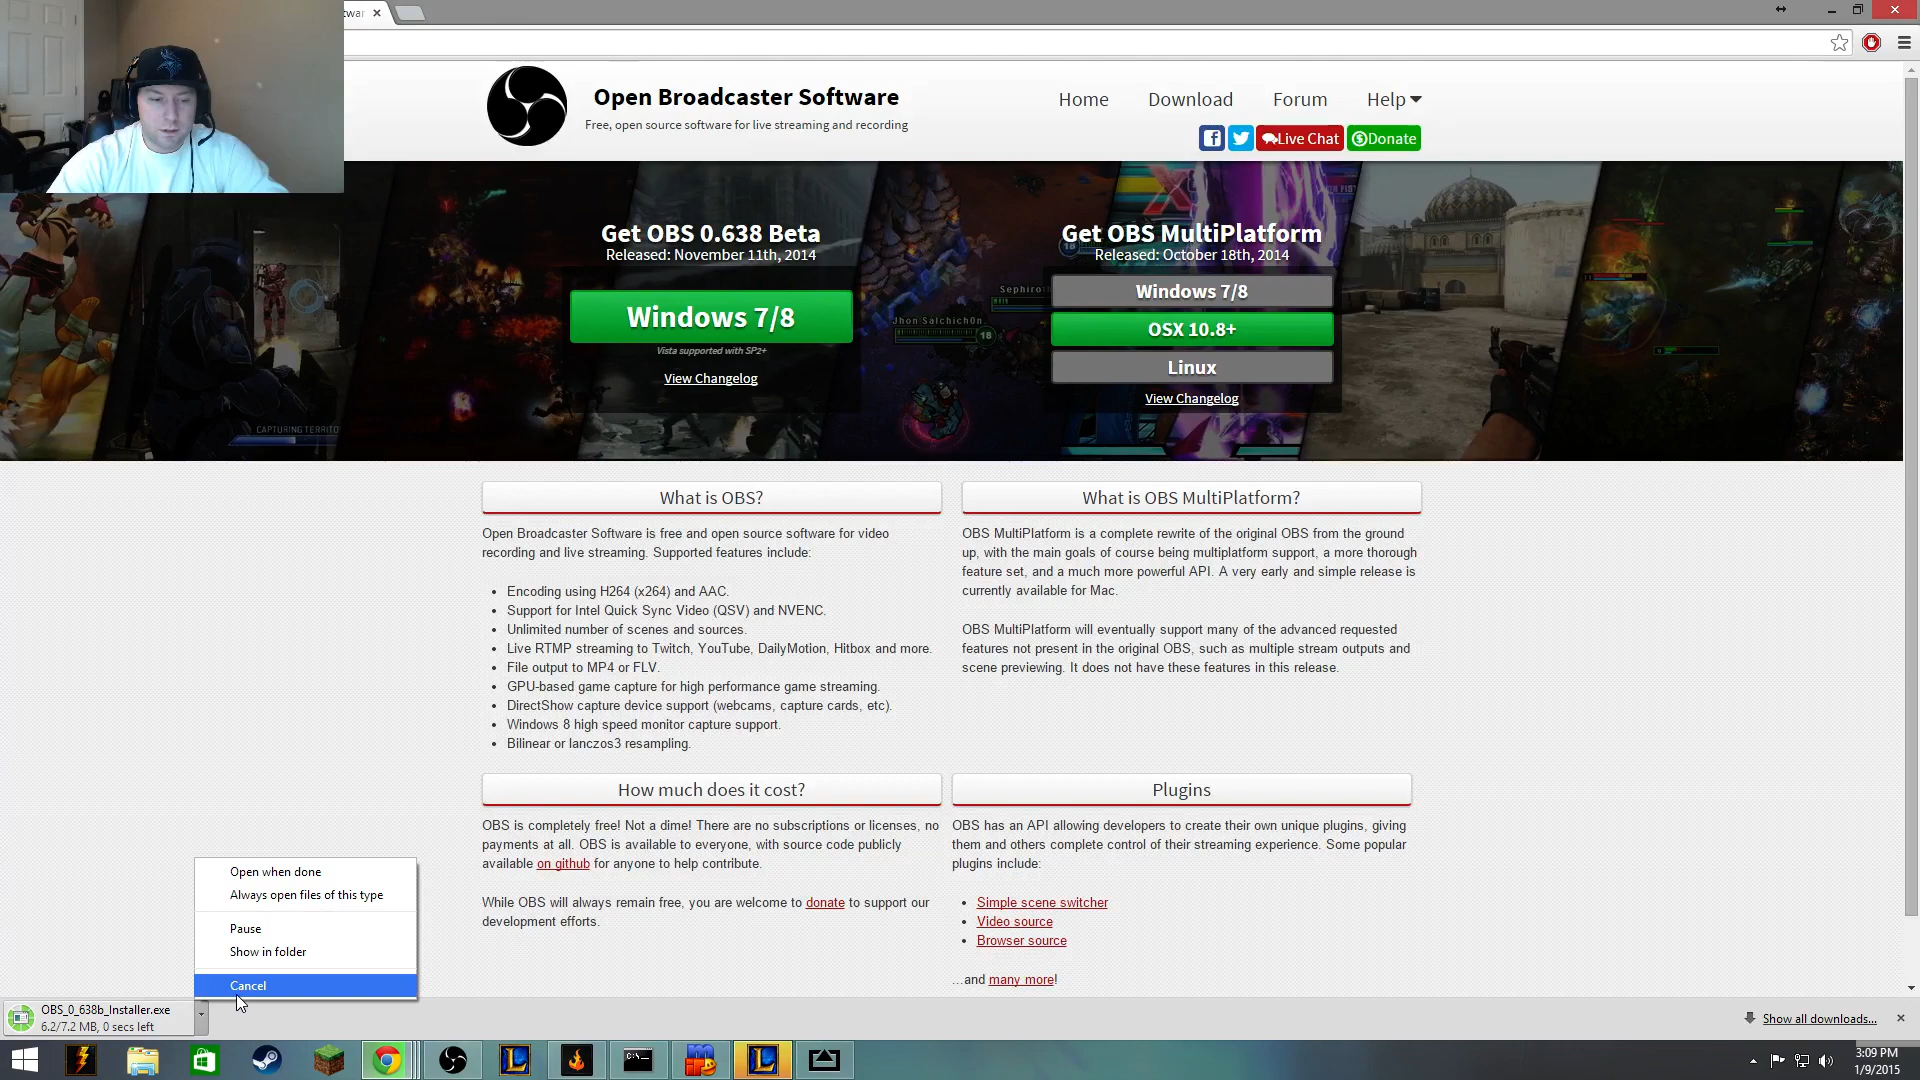 twar
Open Broadcaster Software
Free, open source software for live streaming and recording
Home
Download
Forum
Help
Live Chat
Donate
Get OBS 0.638 Beta
Released: November 11th, 2014
Windows 7/8
Vista supported with SP2+
View Changelog
Get OBS MultiPlatform
Released: October 18th, 2014
Windows 7/8
OSX 10.8+
Linux
View Changelog
18
Sephiroth
Jhon Salchich0n
18
CAPTURING TERRITO
What is OBS?
Open Broadcaster Software is free and open source software for video
recording and live streaming. Supported features include:
• Encoding using H264 (x264) and AAC.
• Support for Intel Quick Sync Video (QSV) and NVENC.
• Unlimited number of scenes and sources.
• Live RTMP streaming to Twitch, YouTube, DailyMotion, Hitbox and more.
• File output to MP4 or FLV.
• GPU-based game capture for high performance game streaming.
• DirectShow capture device support (webcams, capture cards, etc).
• Windows 8 high speed monitor capture support.
• Bilinear or lanczos3 resampling.
What is OBS MultiPlatform?
OBS MultiPlatform is a complete rewrite of the original OBS from the ground
up, with the main goals of course being multiplatform support, a more thorough
feature set, and a much more powerful API. A very early and simple release is
currently available for Mac.
OBS MultiPlatform will eventually support many of the advanced requested
features not present in the original OBS, such as multiple stream outputs and
scene previewing. It does not have these features in this release.
How much does it cost?
OBS is completely free! Not a dime! There are no subscriptions or licenses, no
payments at all. OBS is available to everyone, with source code publicly
available on github for anyone to help contribute.
While OBS will always remain free, you are welcome to donate to support our
development efforts.
Plugins
OBS has an API allowing developers to create their own unique plugins, giving
them and others complete control of their streaming experience. Some popular
plugins include:
• Simple scene switcher
• Video source
• Browser source
...and many more!
Open when done
Always open files of this type
Pause
Show in folder
Cancel
OBS_0_638b_Installer.exe
6.2/7.2 MB, 0 secs left
Show all downloads...
3:09 PM
1/9/2015